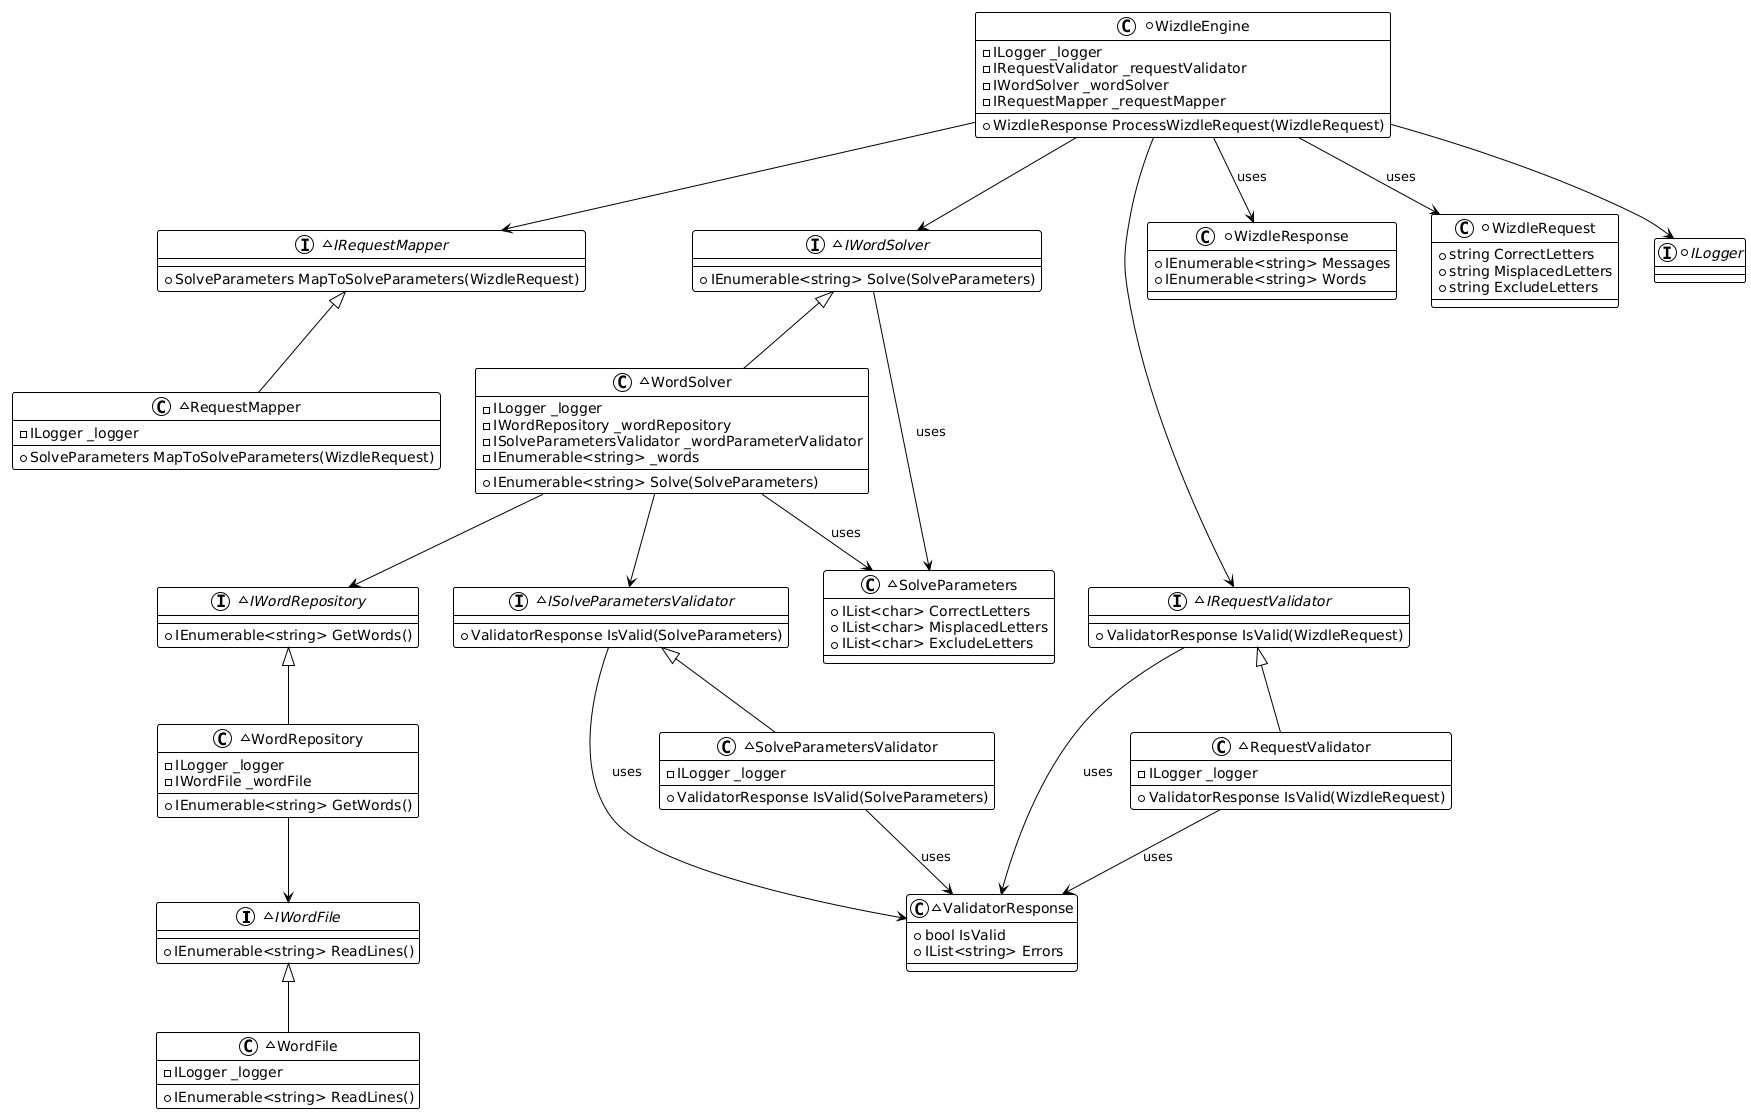 C WizdleEngine
ILogger _logger
IRequestValidator _requestValidator
IWordSolver _wordSolver
IRequestMapper _requestMapper
WizdleResponse ProcessWizdleRequest(WizdleRequest)
uses
uses
I ~IRequestMapper
SolveParameters MapToSolveParameters(WizdleRequest)
I ~IWordSolver
IEnumerable<string> Solve(SolveParameters)
C WizdleResponse
IEnumerable<string> Messages
IEnumerable<string> Words
C WizdleRequest
string CorrectLetters
string MisplacedLetters
string ExcludeLetters
I ILogger
C ~RequestMapper
ILogger _logger
SolveParameters MapToSolveParameters(WizdleRequest)
C ~WordSolver
ILogger _logger
IWordRepository _wordRepository
ISolveParametersValidator _wordParameterValidator
IEnumerable<string> _words
IEnumerable<string> Solve(SolveParameters)
uses
uses
I ~IWordRepository
IEnumerable<string> GetWords()
I ~ISolveParametersValidator
ValidatorResponse IsValid(SolveParameters)
C ~SolveParameters
IList<char> CorrectLetters
IList<char> MisplacedLetters
IList<char> ExcludeLetters
I ~IRequestValidator
ValidatorResponse IsValid(WizdleRequest)
C ~WordRepository
ILogger _logger
IWordFile _wordFile
IEnumerable<string> GetWords()
uses
C ~SolveParametersValidator
ILogger _logger
ValidatorResponse IsValid(SolveParameters)
uses
C ~RequestValidator
ILogger _logger
ValidatorResponse IsValid(WizdleRequest)
uses
uses
I ~IWordFile
IEnumerable<string> ReadLines()
C ~ValidatorResponse
bool IsValid
IList<string> Errors
C ~WordFile
ILogger _logger
IEnumerable<string> ReadLines()